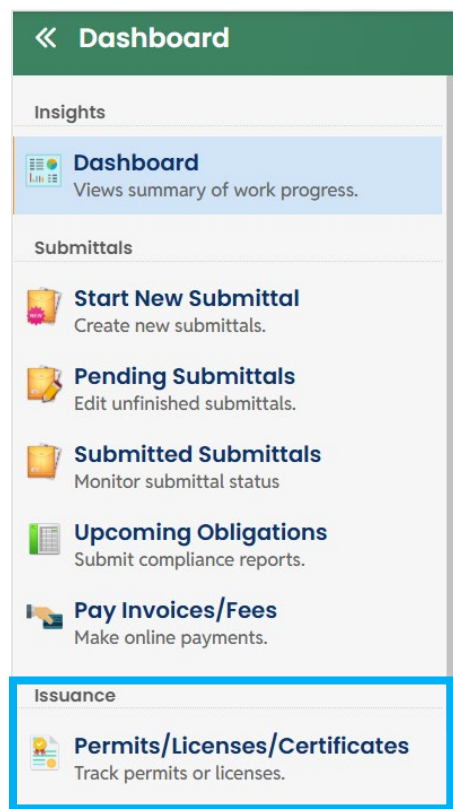 « Dashboard
Insights
Dashboard
Views summary of work progress.
Submittals
NEW
Start New Submittal
Create new submittals.
Pending Submittals
Edit unfinished submittals.
Submitted Submittals
Monitor submittal status
Upcoming Obligations
Submit compliance reports.
Pay Invoices/Fees
Make online payments.
Issuance
Permits/Licenses/Certificates
Track permits or licenses.